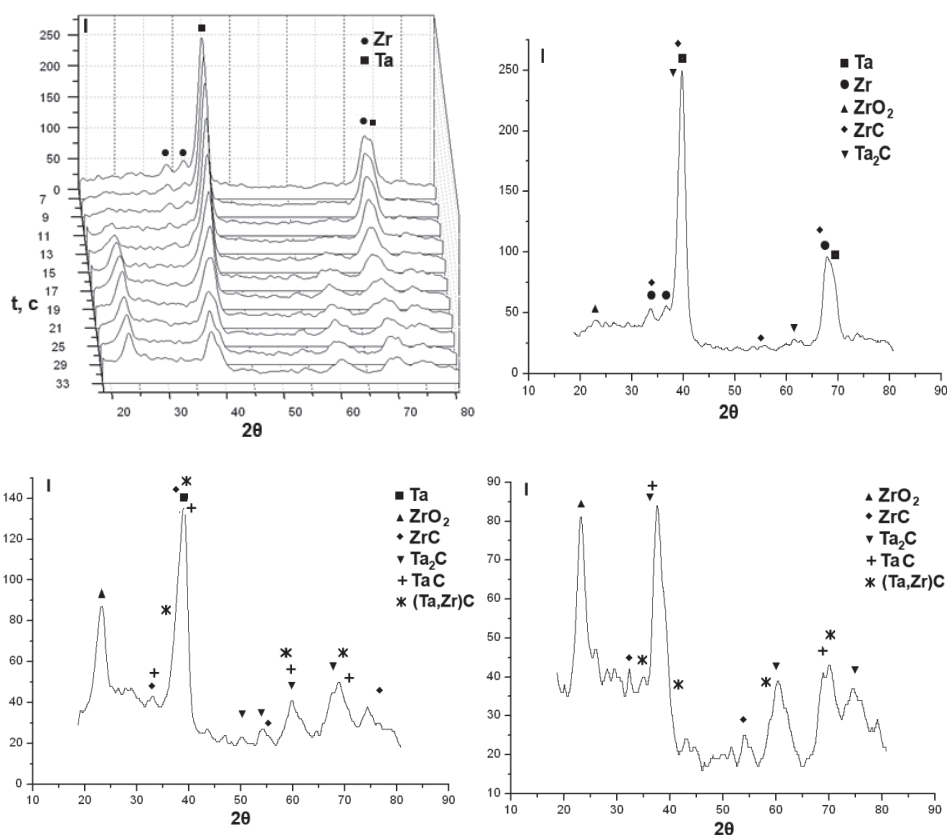 I
250
200
150
100
50
0
7
9
11
13
15
17
19
21
25
29
33
t, c
20
30
40
50
60
70
80
2θ
● Zr
■ Ta
I
250
200
150
100
50
0
10
20
30
40
50
60
70
80
90
2θ
■ Ta
● Zr
▲ ZrO₂
♦ ZrC
▼ Ta₂C
I
140
120
100
80
60
40
20
0
10
20
30
40
50
60
70
80
90
2θ
■ Ta
▲ ZrO₂
♦ ZrC
▼ Ta₂C
+ TaC
ж (Ta,Zr)C
I
90
80
70
60
50
40
30
20
10
10
20
30
40
50
60
70
80
90
2θ
▲ ZrO₂
♦ ZrC
▼ Ta₂C
+ TaC
ж (Ta,Zr)C